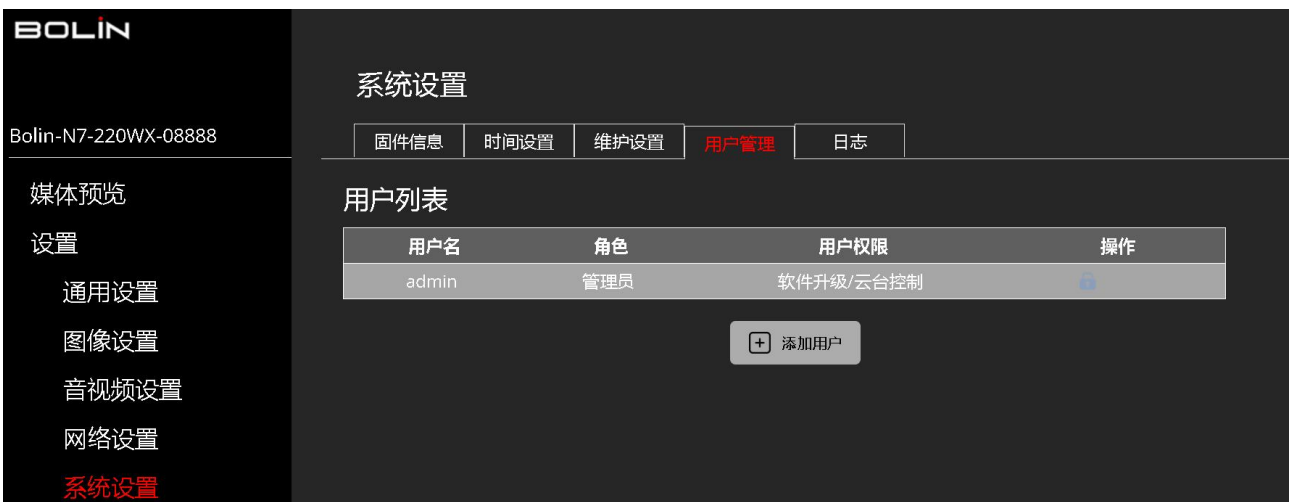 BOLIN
Bolin-N7-220WX-08888
媒体预览
设置
通用设置
图像设置
音视频设置
网络设置
系统设置
系统设置
固件信息 时间设置 维护设置 用户管理 日志
用户列表
用户名 角色 用户权限 操作
admin 管理员 软件升级/云台控制
添加用户